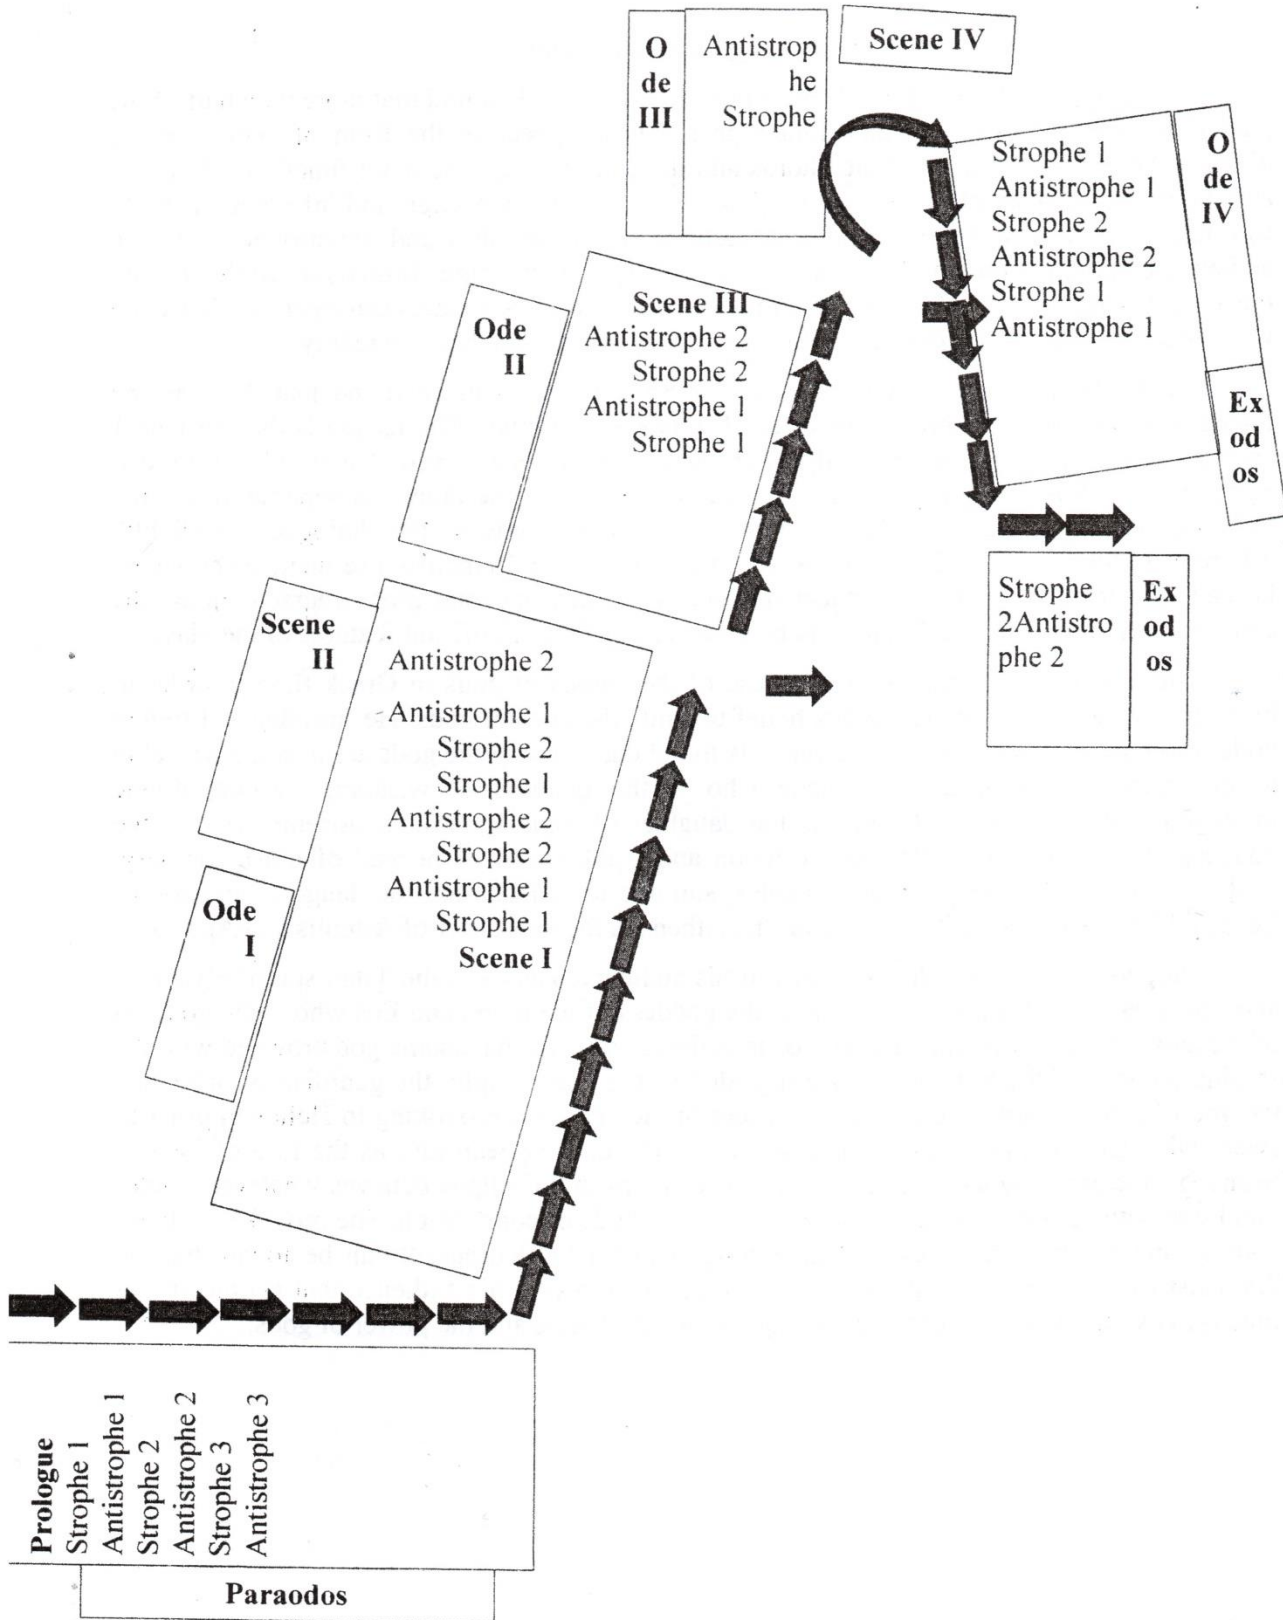 O
de
III
Antistrop
he
Strophe
Scene IV
Strophe 1
Antistrophe 1
Strophe 2
Antistrophe 2
Strophe 1
Antistrophe 1
O
de
IV
Ode
II
Scene III
Antistrophe 2
Strophe 2
Antistrophe 1
Strophe 1
Ex
od
os
Strophe
2Antistro
phe 2
Ex
od
os
Scene
II
Antistrophe 2
Antistrophe 1
Strophe 2
Strophe 1
Antistrophe 2
Strophe 2
Antistrophe 1
Strophe 1
Scene I
Ode
I
Prologue
Strophe 1
Antistrophe 1
Strophe 2
Antistrophe 2
Strophe 3
Antistrophe 3
Paraodos